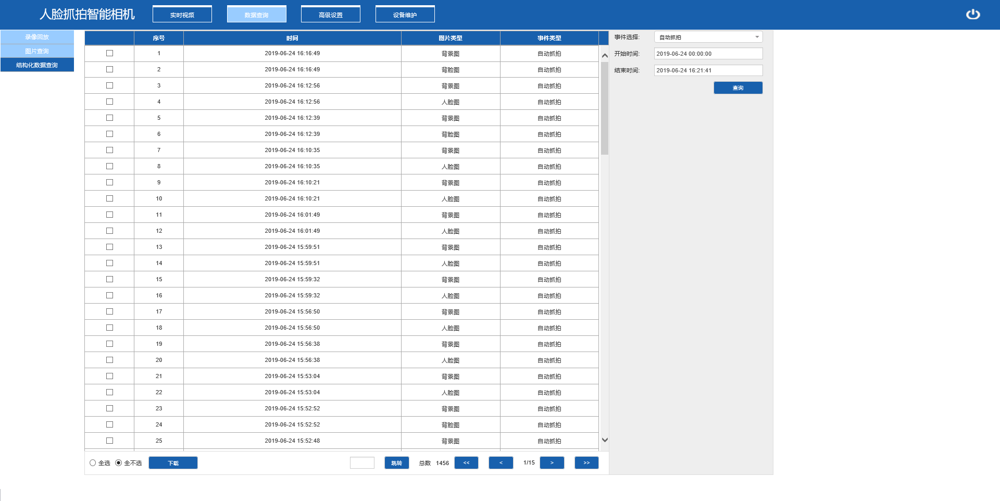 人脸抓拍智能相机 实时视频 数据查询 高级设置 设备维护
录像回放
图片查询
结构化数据查询
序号 时间 图片类型 事件类型
1 2019-06-24 16:16:49 背景图 自动抓拍
2 2019-06-24 16:16:49 背脸图 自动抓拍
3 2019-06-24 16:12:56 背景图 自动抓拍
4 2019-06-24 16:12:56 人脸图 自动抓拍
5 2019-06-24 16:12:39 背景图 自动抓拍
6 2019-06-24 16:12:39 背脸图 自动抓拍
7 2019-06-24 16:10:35 背景图 自动抓拍
8 2019-06-24 16:10:35 人脸图 自动抓拍
9 2019-06-24 16:10:21 背景图 自动抓拍
10 2019-06-24 16:10:21 人脸图 自动抓拍
11 2019-06-24 16:01:49 背景图 自动抓拍
12 2019-06-24 16:01:49 人脸图 自动抓拍
13 2019-06-24 15:59:51 背景图 自动抓拍
14 2019-06-24 15:59:51 人脸图 自动抓拍
15 2019-06-24 15:59:32 背景图 自动抓拍
16 2019-06-24 15:59:32 人脸图 自动抓拍
17 2019-06-24 15:56:50 背景图 自动抓拍
18 2019-06-24 15:56:50 人脸图 自动抓拍
19 2019-06-24 15:56:38 背景图 自动抓拍
20 2019-06-24 15:56:38 人脸图 自动抓拍
21 2019-06-24 15:53:04 背景图 自动抓拍
22 2019-06-24 15:53:04 人脸图 自动抓拍
23 2019-06-24 15:52:52 背景图 自动抓拍
24 2019-06-24 15:52:52 背脸图 自动抓拍
25 2019-06-24 15:52:48 背景图 自动抓拍
全选 全不选 下载 跳转 总数 1456 << < 1/15 > >>
事件选择: 自动抓拍
开始时间: 2019-06-24 00:00:00
结束时间: 2019-06-24 16:21:41
查询